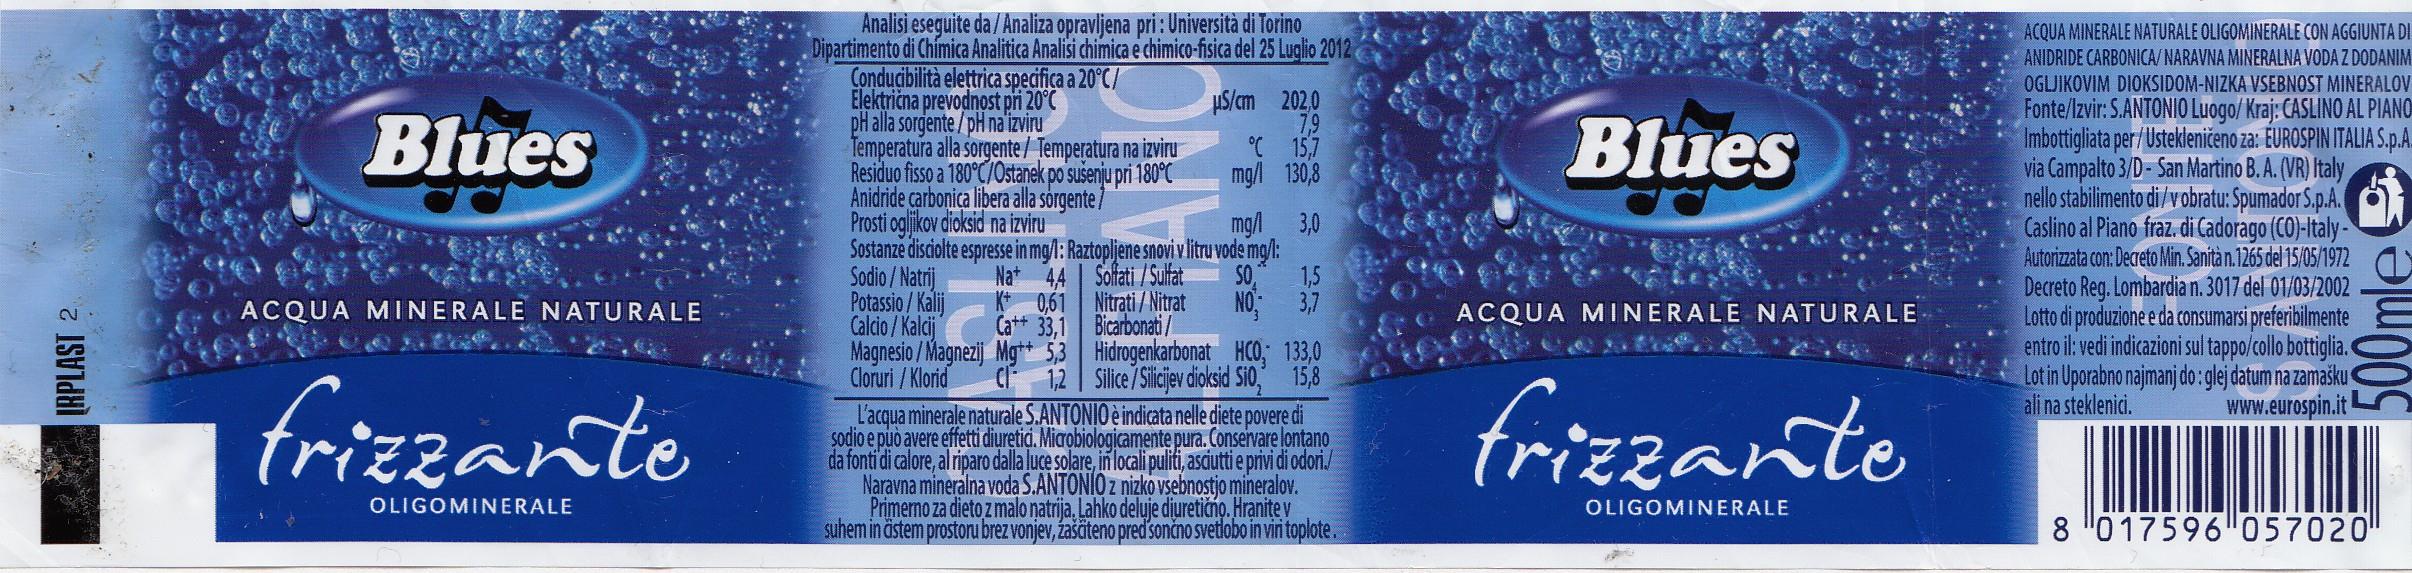 IRPLAST 2
Blues
ACQUA MINERALE NATURALE
frizzante
OLIGOMINERALE
Analisi eseguite da / Analiza opravljena pri : Università di Torino
Dipartimento di Chimica Analitica Analisi chimica e chimico-fisica del 25 Luglio 2012
Conducibilità elettrica specifica a 20°C /
Električna prevodnost pri 20°C µS/cm 202,0
pH alla sorgente / pH na izviru 7,9
Temperatura alla sorgente / Temperatura na izviru °C 15,7
Residuo fisso a 180°C/Ostanek po sušenju pri 180°C mg/l 130,8
Anidride carbonica libera alla sorgente /
Prosti ogljikov dioksid na izviru mg/l 3,0
Sostanze disciolte espresse in mg/l : Raztopljene snovi v litru vode mg/l:
Sodio / Natrij Na⁺ 4,4
Potassio / Kalij K⁺ 0,61
Calcio / Kalcij Ca⁺⁺ 33,1
Magnesio / Magnezij Mg⁺⁺ 5,3
Cloruri / Klorid Cl⁻ 1,2
Solfati / Sulfat SO₄⁻⁻ 1,5
Nitrati / Nitrat NO₃⁻ 3,7
Bicarbonati /
Hidrogenkarbonat HCO₃⁻ 133,0
Silice / Silicijev dioksid SiO₂ 15,8
L'acqua minerale naturale S.ANTONIO è indicata nelle diete povere di
sodio e può avere effetti diuretici. Microbiologicamente pura. Conservare lontano
da fonti di calore, al riparo dalla luce solare, in locali puliti, asciutti e privi di odori./
Naravna mineralna voda S.ANTONIO z nizko vsebnostjo mineralov.
Primerno za dieto z malo natrija. Lahko deluje diuretično. Hranite v
suhem in čistem prostoru brez vonjev, zaščiteno pred sončno svetlobo in viri toplote.
CASLINO
AL PIANO
Blues
ACQUA MINERALE NATURALE
frizzante
OLIGOMINERALE
ACQUA MINERALE NATURALE OLIGOMINERALE CON AGGIUNTA DI
ANIDRIDE CARBONICA/ NARAVNA MINERALNA VODA Z DODANIM
OGLJIKOVIM DIOKSIDOM-NIZKA VSEBNOST MINERALOV
Fonte/Izvir: S.ANTONIO Luogo/ Kraj: CASLINO AL PIANO
Imbottigliata per / Ustekleničeno za: EUROSPIN ITALIA S.p.A.
via Campalto 3/D - San Martino B. A. (VR) Italy
nello stabilimento di / v obratu: Spumador S.p.A.
Caslino al Piano fraz. di Cadorago (CO)-Italy -
Autorizzata con: Decreto Min. Sanità n. 1265 del 15/05/1972
Decreto Reg. Lombardia n. 3017 del 01/03/2002
Lotto di produzione e da consumarsi preferibilmente
entro il: vedi indicazioni sul tappo/collo bottiglia.
Lot in Uporabno najmanj do : glej datum na zamašku
ali na steklenici. www.eurospin.it
FONTE
S.ANTONIO
500 ml e
8 017596 057020